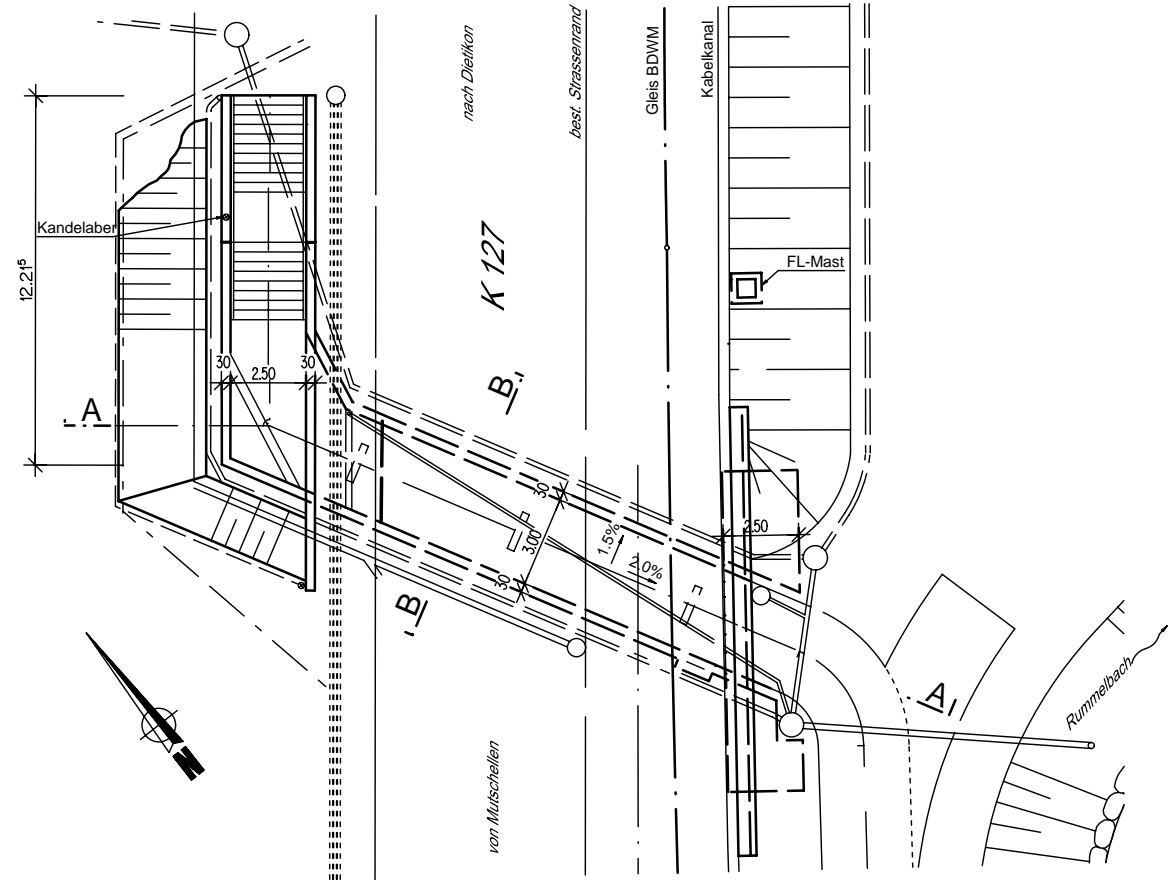 nach Dietikon
best. Strassenrand
Gleis BDWM
Kabelkanal
Kandelaber
K 127
FL-Mast
12.21⁵
30
2.50
30
A
B
30
3.00
30
1.5%
2.0%
2.50
B
A
Rummelbach
von Mutschellen
N